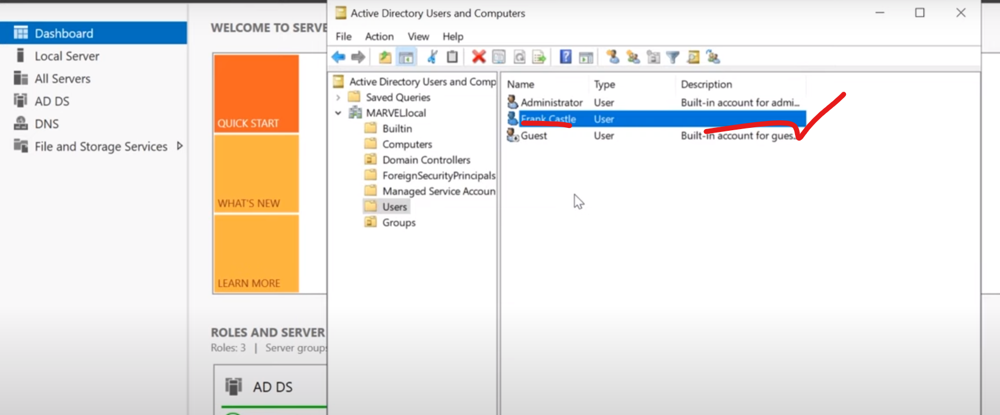 Dashboard
Local Server
All Servers
AD DS
DNS
File and Storage Services
WELCOME TO SERVE
QUICK START
WHAT'S NEW
LEARN MORE
ROLES AND SERVER
Roles: 3 | Server group
AD DS
Active Directory Users and Computers
File Action View Help
Active Directory Users and Comp
Saved Queries
MARVEL.local
Builtin
Computers
Domain Controllers
ForeignSecurityPrincipals
Managed Service Accoun
Users
Groups
Name Type Description
Administrator User Built-in account for admi...
Frank Castle User
Guest User Built-in account for gues...